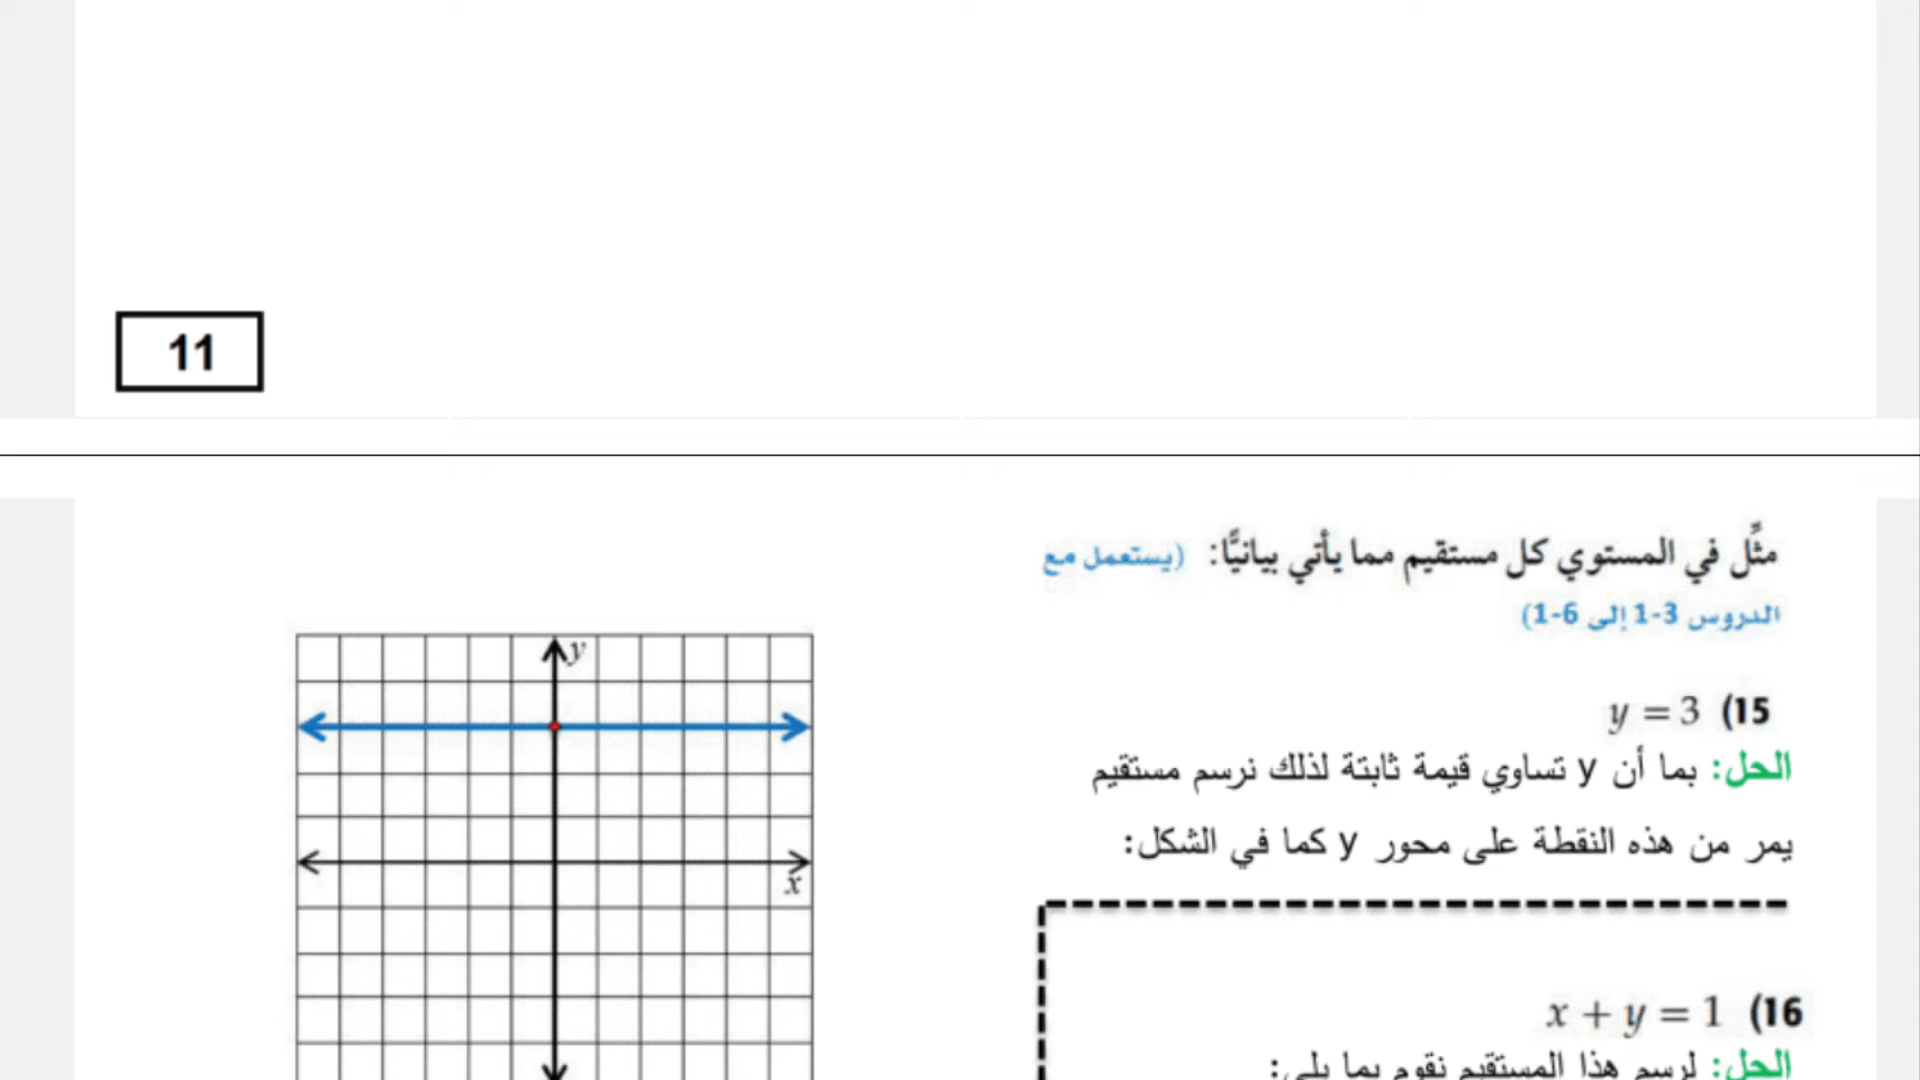 11
مثِّل في المستوي كل مستقيم مما يأتي بيانيًّا: (يستعمل مع
الدروس 3-1 إلى 6-1)
15) y = 3
الحل: بما أن y تساوي قيمة ثابتة لذلك نرسم مستقيم
يمر من هذه النقطة على محور y كما في الشكل:
y
x
16) x + y = 1
الحل: لرسم هذا المستقيم نقوم بما يلي: